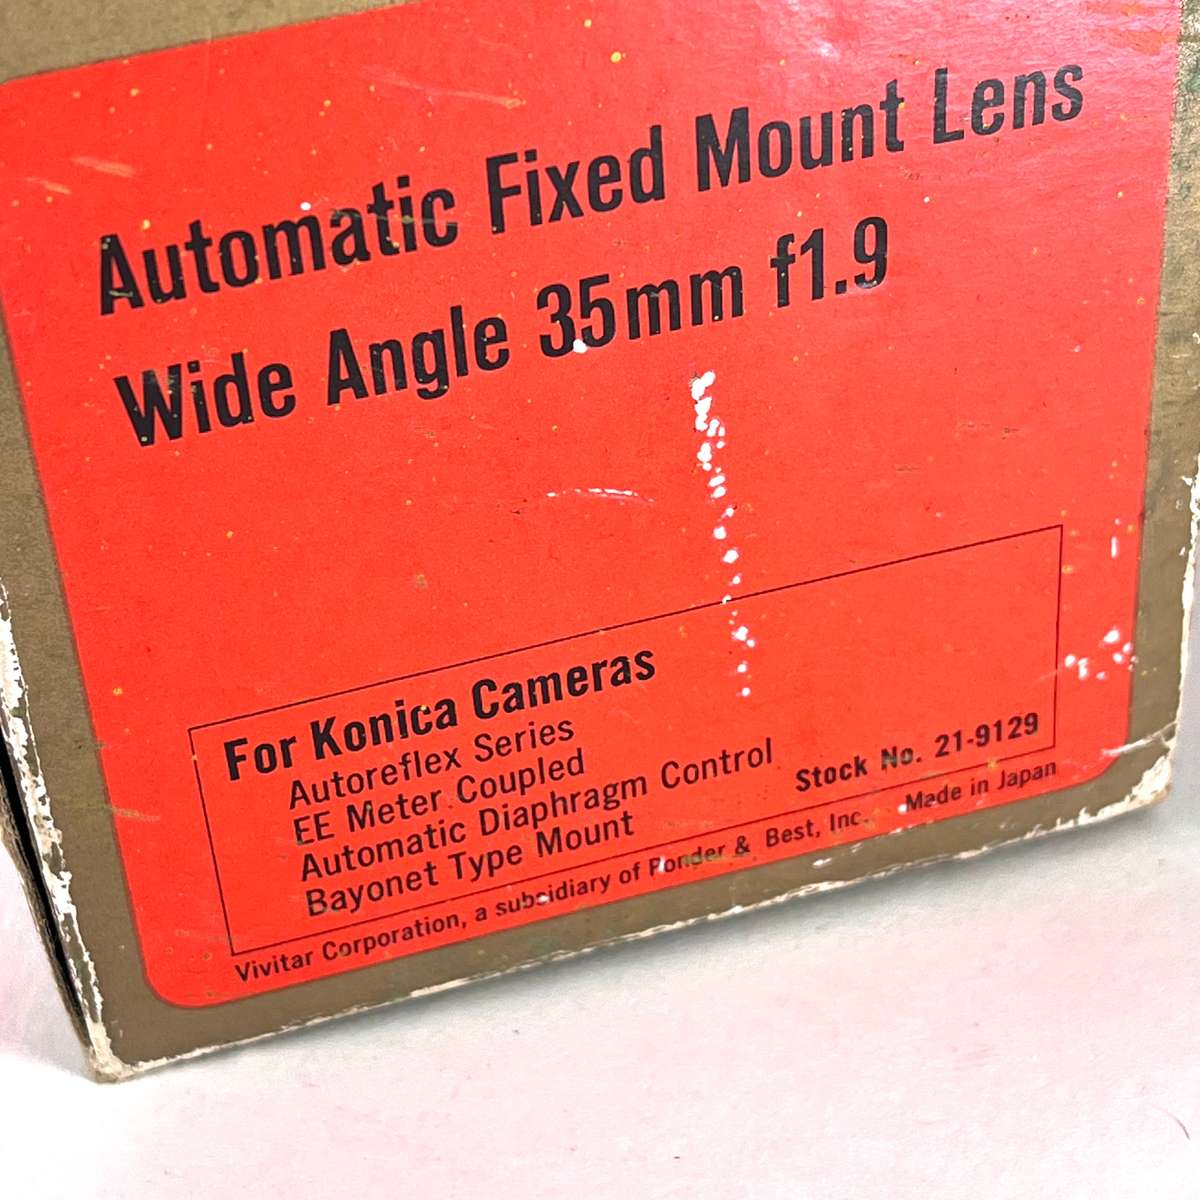 Automatic Fixed Mount Lens
Wide Angle 35mm f1.9
For Konica Cameras
Autoreflex Series
EE Meter Coupled
Automatic Diaphragm Control
Bayonet Type Mount
Stock No. 21-9129
Vivitar Corporation, a subsidiary of Ponder & Best, Inc. Made in Japan